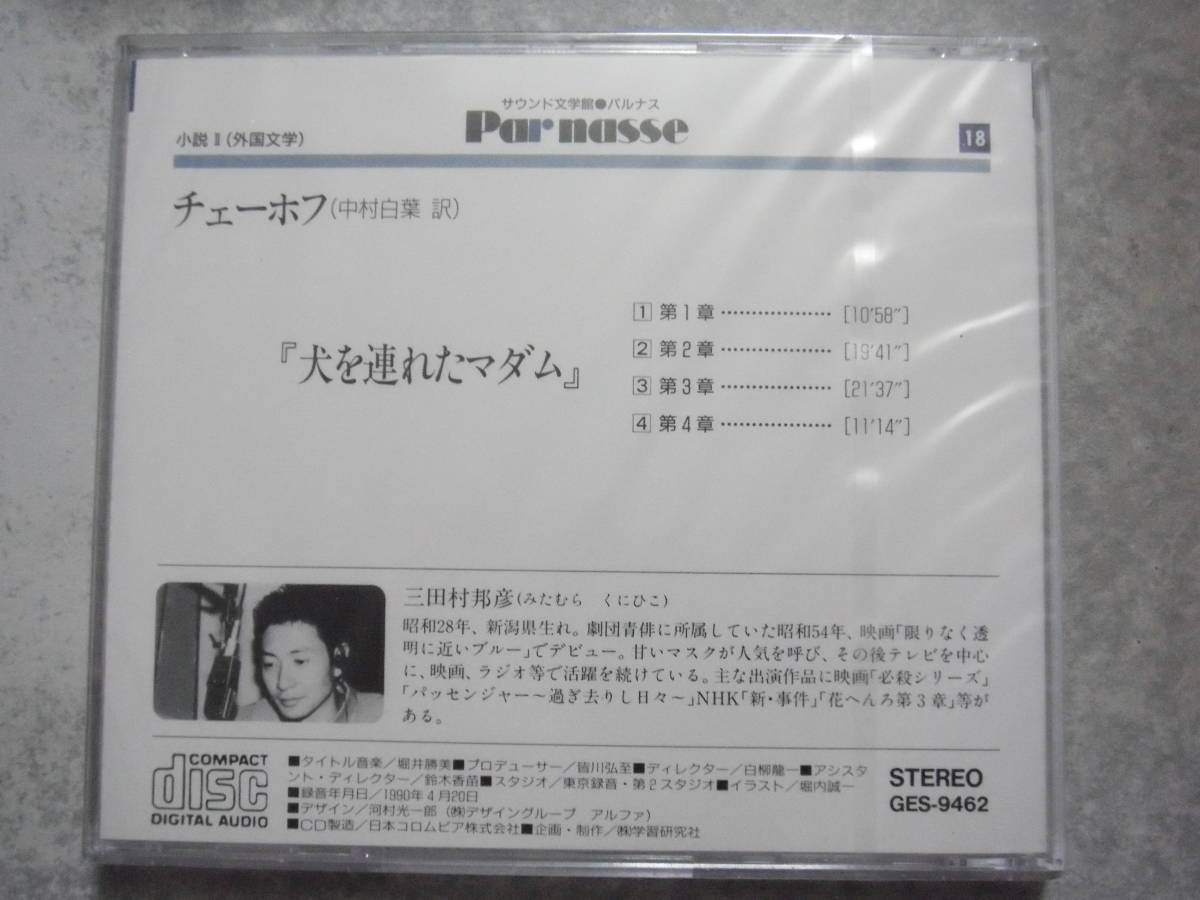 サウンド文学館●パルナス
Parnasse
小説 Ⅱ(外国文学)
18
チェーホフ(中村白葉 訳)
『犬を連れたマダム』
1 第1章 ・・・・・・・・・・・・・・・・・・ [10′58″]
2 第2章 ・・・・・・・・・・・・・・・・・・ [19′41″]
3 第3章 ・・・・・・・・・・・・・・・・・・ [21′37″]
4 第4章 ・・・・・・・・・・・・・・・・・・ [11′14″]
三田村邦彦(みたむら くにひこ)
昭和28年、新潟県生れ。劇団青俳に所属していた昭和54年、映画「限りなく透
明に近いブルー」でデビュー。甘いマスクが人気を呼び、その後テレビを中心
に、映画、ラジオ等で活躍を続けている。主な出演作品に映画「必殺シリーズ」
「パッセンジャー〜過ぎ去りし日々〜」NHK「新・事件」「花へんろ第3章」等が
ある。
COMPACT
disc
DIGITAL AUDIO
■タイトル音楽/堀井勝美■プロデューサー/皆川弘至■ディレクター/白柳龍一■アシスタ
ント・ディレクター/鈴木香苗■スタジオ/東京録音・第2スタジオ■イラスト/堀内誠一
■録音年月日/1990年4月20日
■デザイン/河村光一郎(㈱デザイングループ アルファ)
■CD製造/日本コロムビア株式会社■企画・制作/㈱学習研究社
STEREO
GES-9462